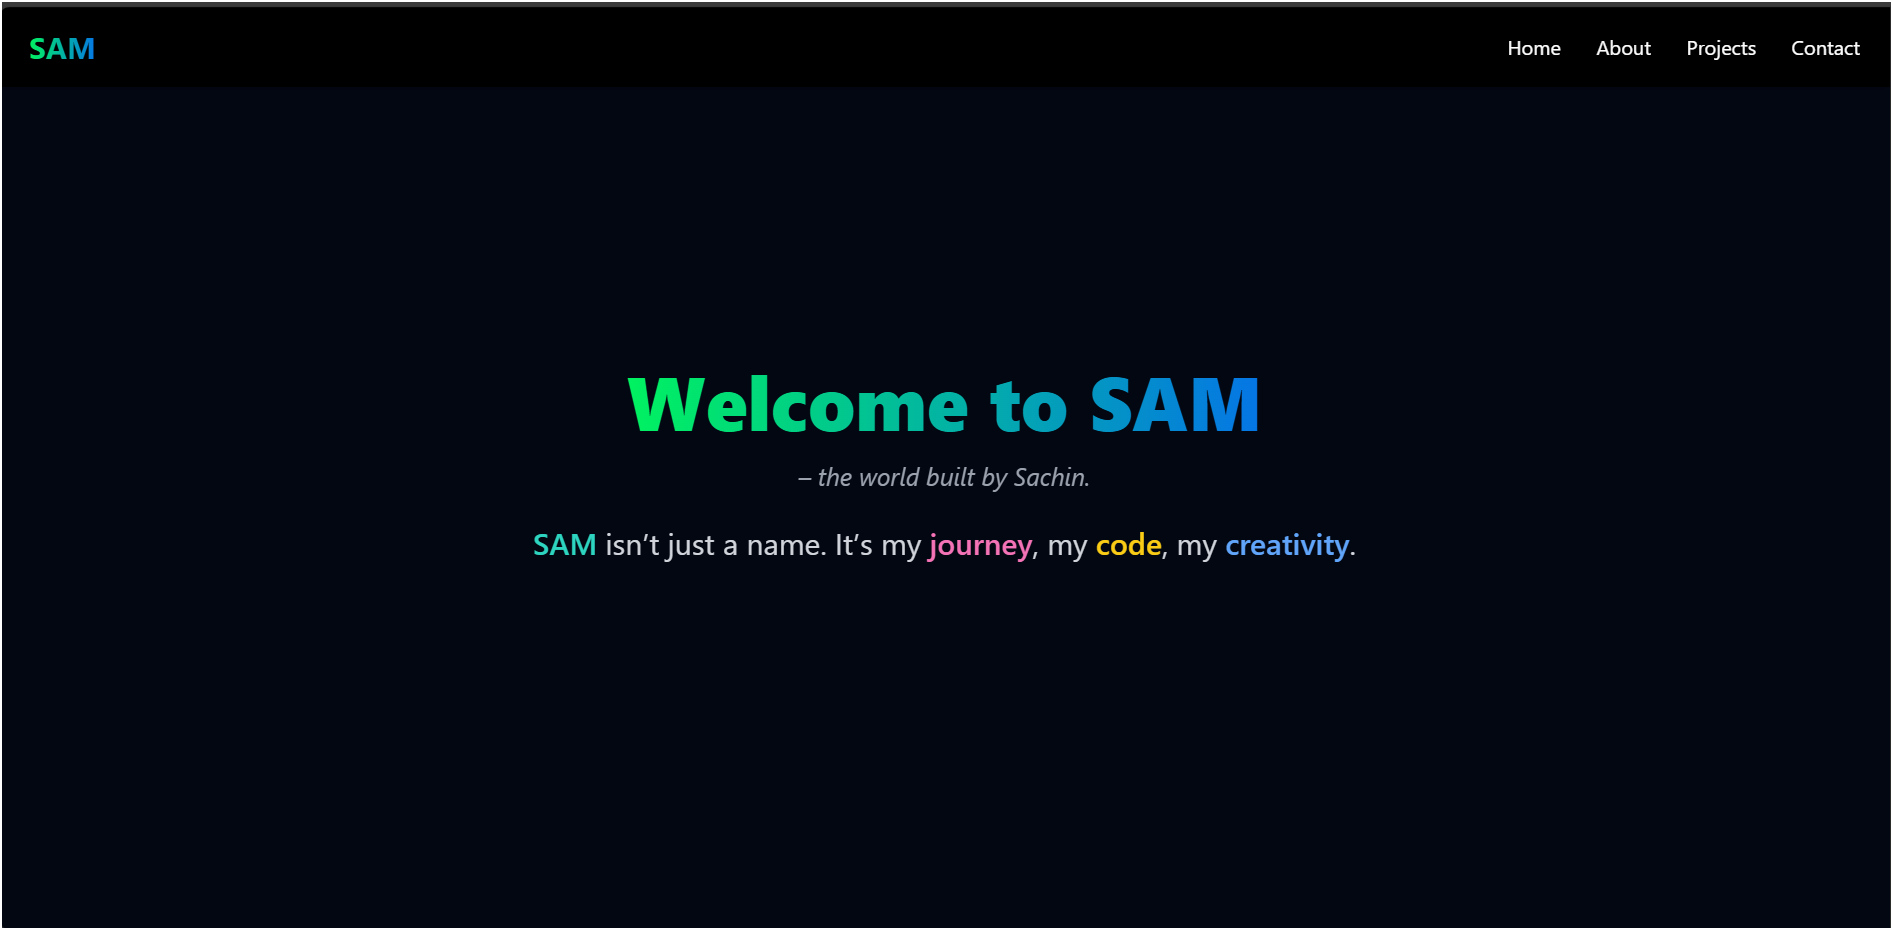 SAM
Home About Projects Contact
Welcome to SAM
– the world built by Sachin.
SAM isn’t just a name. It’s my journey, my code, my creativity.